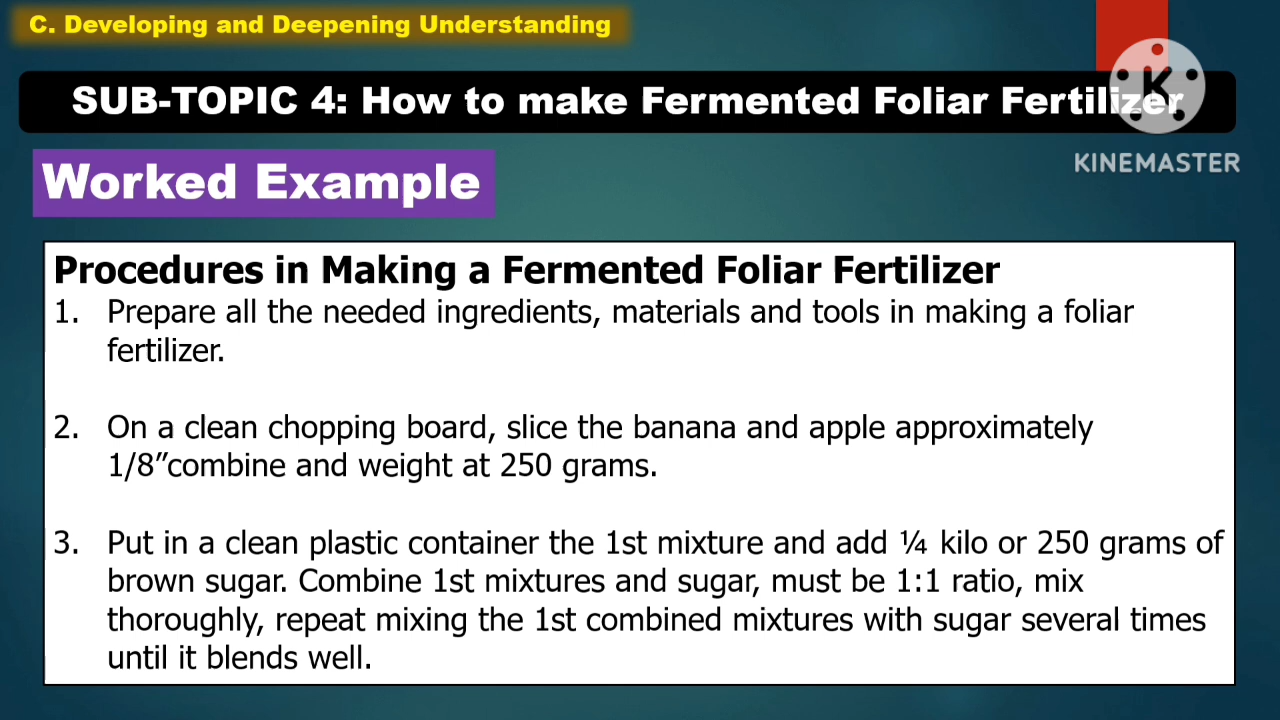 C. Developing and Deepening Understanding
SUB-TOPIC 4: How to make Fermented Foliar Fertilizer
K
KINEMASTER
Worked Example
Procedures in Making a Fermented Foliar Fertilizer
1. Prepare all the needed ingredients, materials and tools in making a foliar
fertilizer.
2. On a clean chopping board, slice the banana and apple approximately
1/8”combine and weight at 250 grams.
3. Put in a clean plastic container the 1st mixture and add ¼ kilo or 250 grams of
brown sugar. Combine 1st mixtures and sugar, must be 1:1 ratio, mix
thoroughly, repeat mixing the 1st combined mixtures with sugar several times
until it blends well.